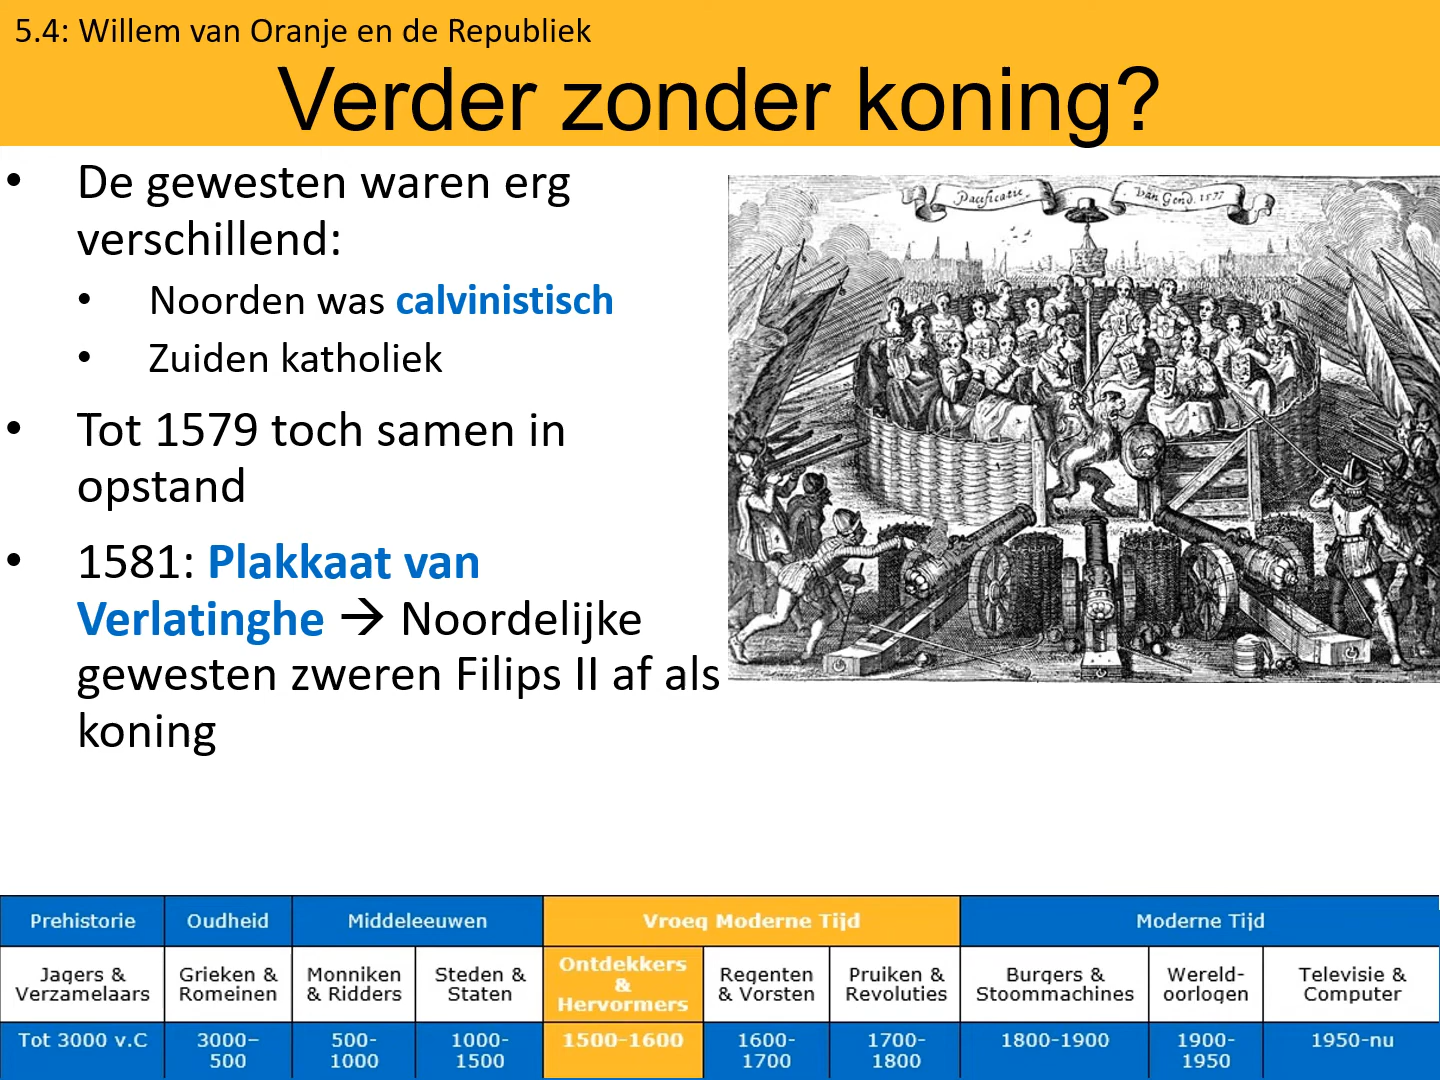 5.4: Willem van Oranje en de Republiek
Verder zonder koning?
• De gewesten waren erg
verschillend:
• Noorden was calvinistisch
• Zuiden katholiek
• Tot 1579 toch samen in
opstand
• 1581: Plakkaat van
Verlatinghe → Noordelijke
gewesten zweren Filips II af als
koning
Pacificatie Van Gend. 1577
Prehistorie Oudheid Middeleeuwen Vroeg Moderne Tijd Moderne Tijd
Jagers &
Verzamelaars
Grieken &
Romeinen
Monniken
& Ridders
Steden &
Staten
Ontdekkers
&
Hervormers
Regenten
& Vorsten
Pruiken &
Revoluties
Burgers &
Stoommachines
Wereld-
oorlogen
Televisie &
Computer
Tot 3000 v.C
3000–
500
500-
1000
1000-
1500
1500-1600
1600-
1700
1700-
1800
1800-1900
1900-
1950
1950-nu